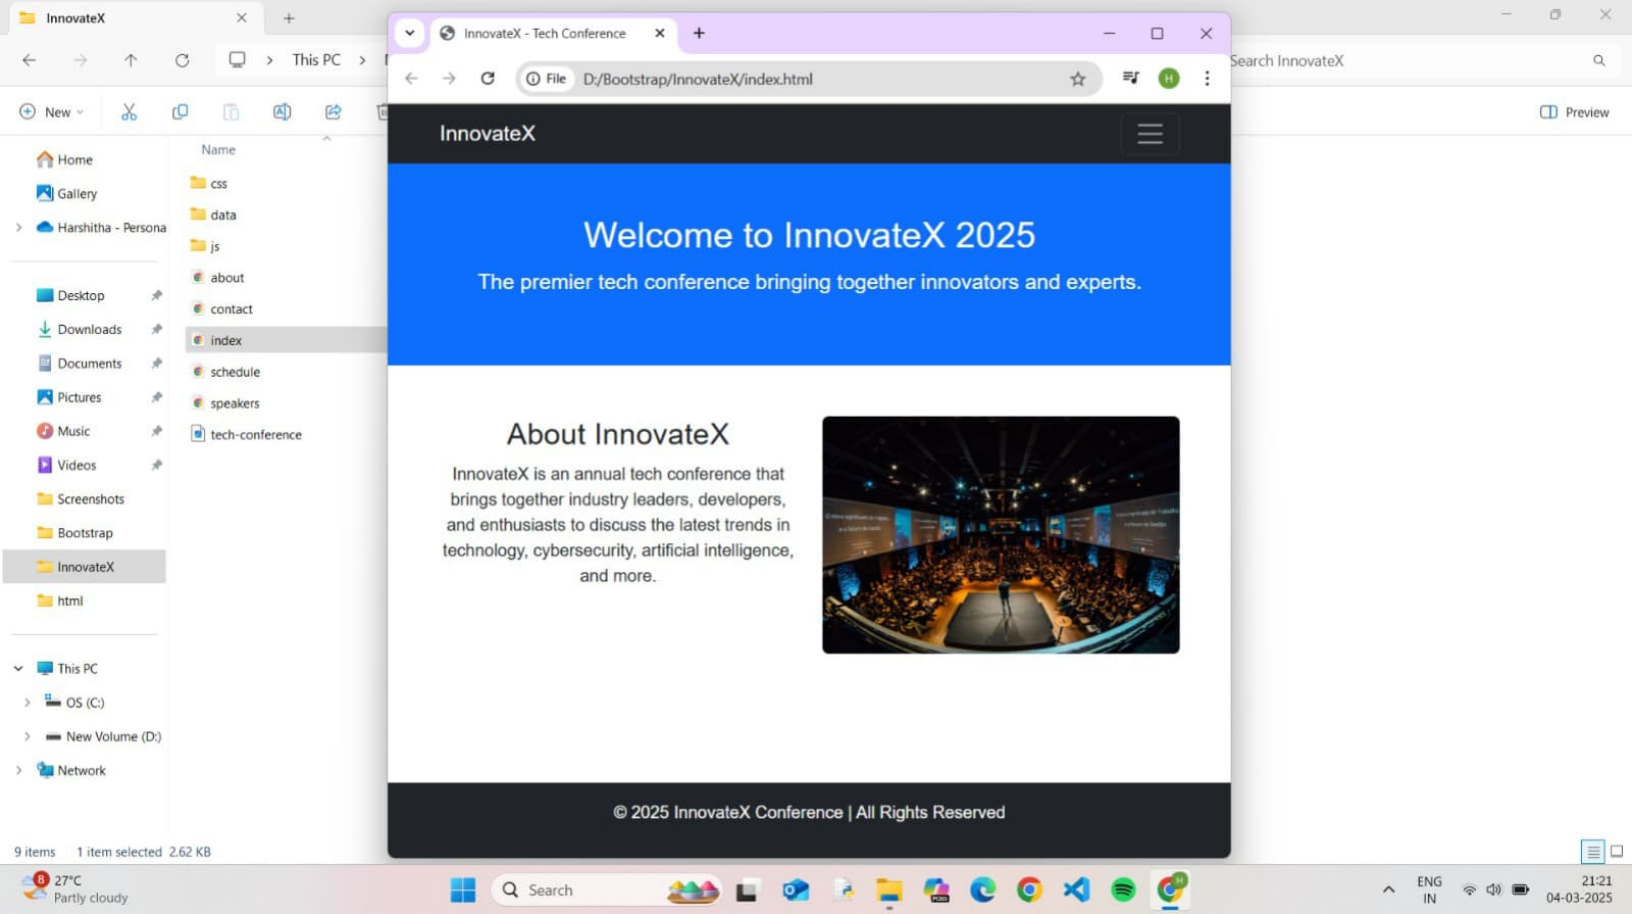 InnovateX
InnovateX - Tech Conference
This PC
Search InnovateX
File
D:/Bootstrap/InnovateX/index.html
New
Preview
InnovateX
Home
Gallery
Harshitha - Persona
Desktop
Downloads
Documents
Pictures
Music
Videos
Screenshots
Bootstrap
InnovateX
html
This PC
OS (C:)
New Volume (D:)
Network
Name
css
data
js
about
contact
index
schedule
speakers
tech-conference
Welcome to InnovateX 2025
The premier tech conference bringing together innovators and experts.
About InnovateX
InnovateX is an annual tech conference that
brings together industry leaders, developers,
and enthusiasts to discuss the latest trends in
technology, cybersecurity, artificial intelligence,
and more.
© 2025 InnovateX Conference | All Rights Reserved
9 items
1 item selected 2.62 KB
8
27°C
Partly cloudy
Search
H
ENG
IN
21:21
04-03-2025